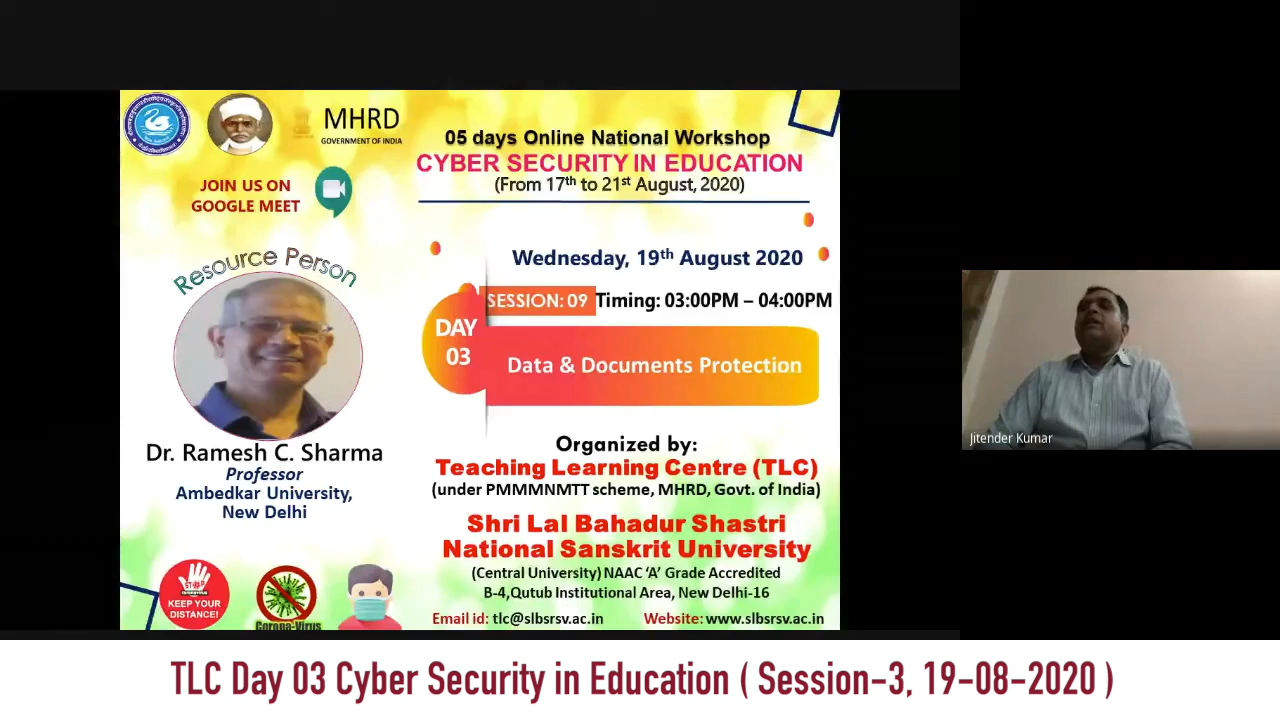 MHRD
GOVERNMENT OF INDIA
JOIN US ON
GOOGLE MEET
05 days Online National Workshop
CYBER SECURITY IN EDUCATION
(From 17th to 21st August, 2020)
Resource Person
Wednesday, 19th August 2020
SESSION: 09 Timing: 03:00PM – 04:00PM
DAY
03
Data & Documents Protection
Dr. Ramesh C. Sharma
Professor
Ambedkar University,
New Delhi
Organized by:
Teaching Learning Centre (TLC)
(under PMMMNMTT scheme, MHRD, Govt. of India)
Shri Lal Bahadur Shastri
National Sanskrit University
(Central University) NAAC ‘A’ Grade Accredited
B-4,Qutub Institutional Area, New Delhi-16
Email id: tlc@slbsrsv.ac.in Website: www.slbsrsv.ac.in
KEEP YOUR
DISTANCE!
Corona-Virus
Jitender Kumar
TLC Day 03 Cyber Security in Education ( Session-3, 19-08-2020 )